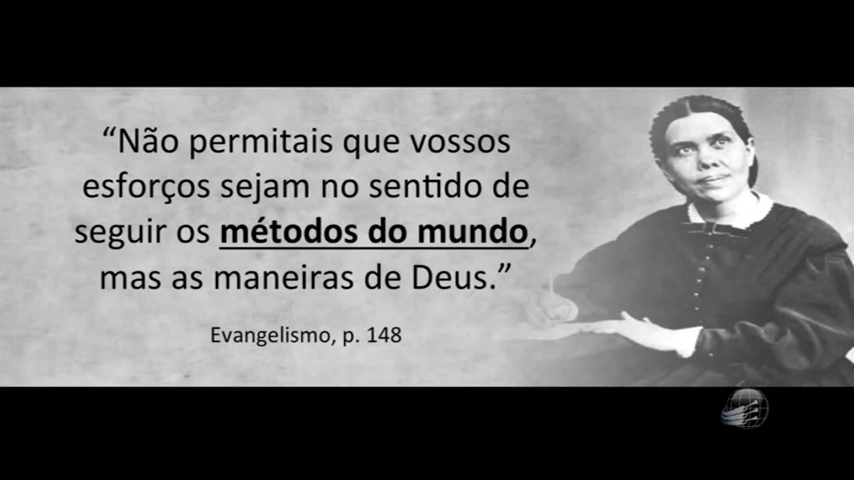 “Não permitais que vossos
esforços sejam no sentido de
seguir os métodos do mundo,
mas as maneiras de Deus.”
Evangelismo, p. 148